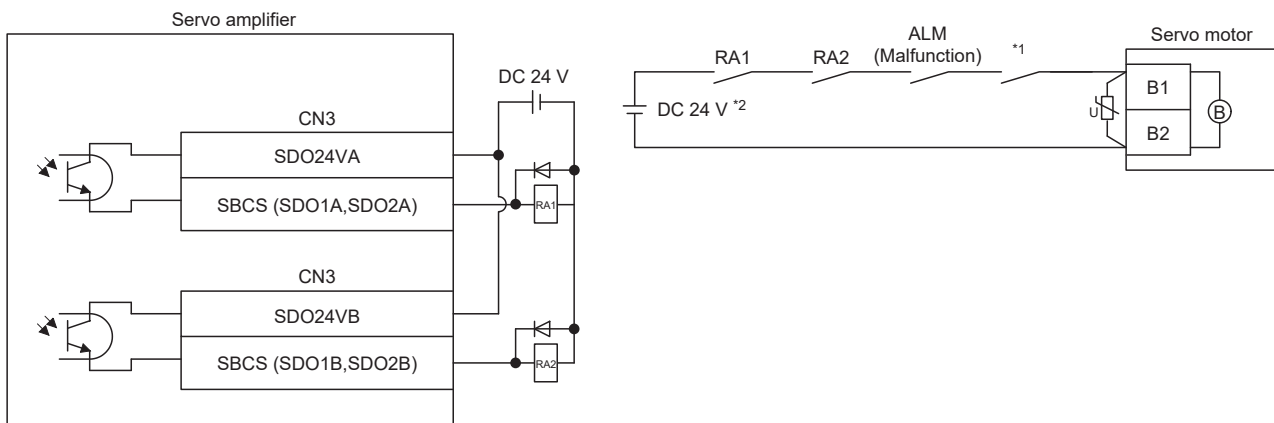 Servo amplifier
DC 24 V
CN3
SDO24VA
SBCS (SDO1A,SDO2A)
RA1
CN3
SDO24VB
SBCS (SDO1B,SDO2B)
RA2
RA1
RA2
ALM
(Malfunction)
*1
Servo motor
DC 24 V *2
U
B1
B2
B